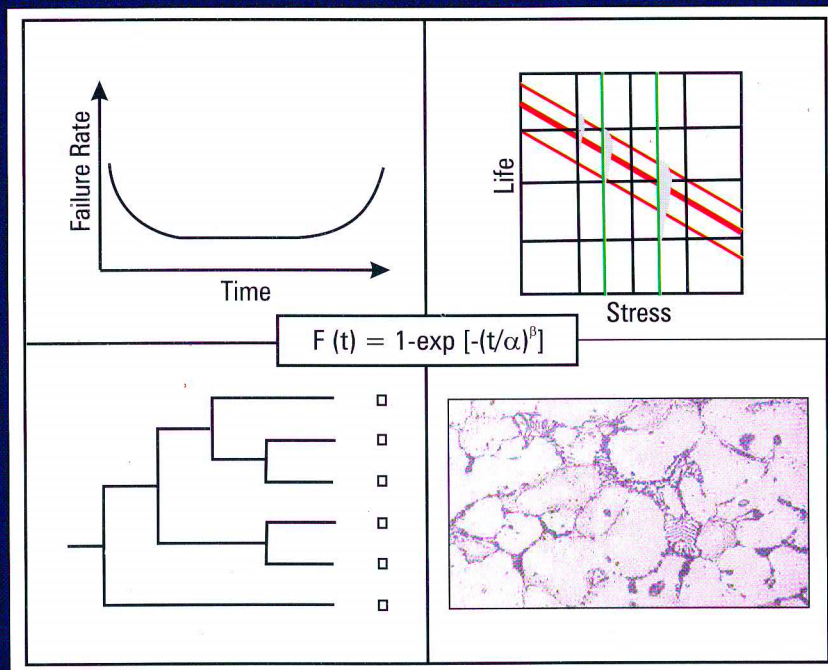 Failure Rate
Time
Life
Stress
F (t) = 1-exp [-(t/α)^β]